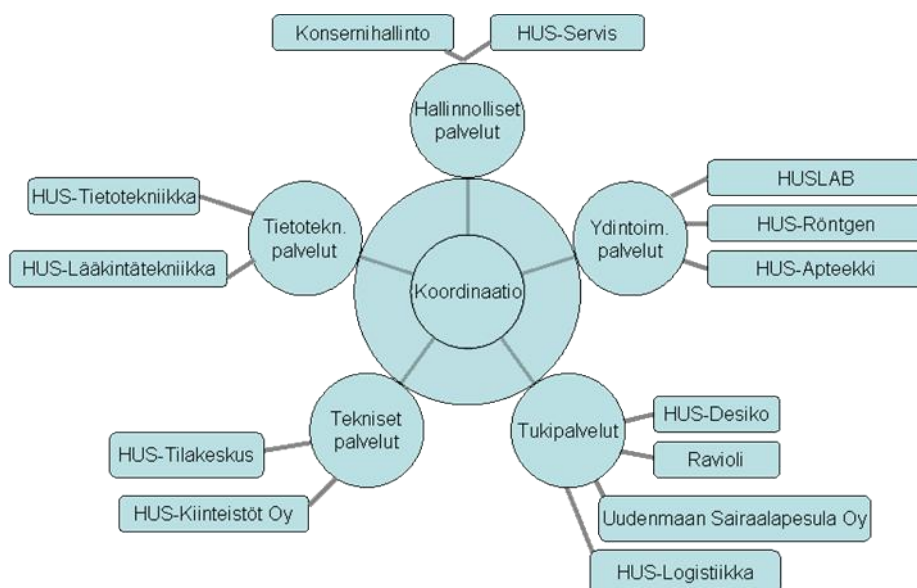 Konsernihallinto
HUS-Servis
Hallinnolliset
palvelut
HUS-Tietotekniikka
HUS-Lääkintätekniikka
Tietotekn.
palvelut
Ydintoim.
palvelut
HUSLAB
HUS-Röntgen
HUS-Apteekki
Koordinaatio
Tekniset
palvelut
HUS-Tilakeskus
HUS-Kiinteistöt Oy
Tukipalvelut
HUS-Desiko
Ravioli
Uudenmaan Sairaalapesula Oy
HUS-Logistiikka